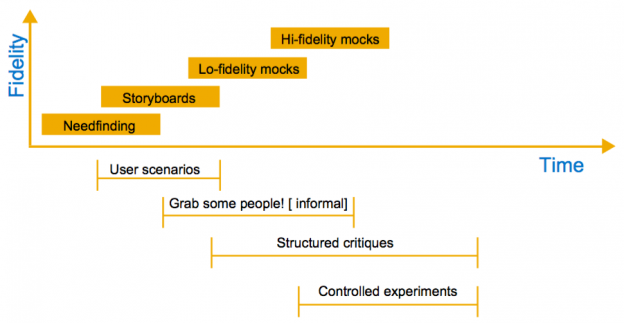 Fidelity
Hi-fidelity mocks
Lo-fidelity mocks
Storyboards
Needfinding
Time
User scenarios
Grab some people! [ informal]
Structured critiques
Controlled experiments